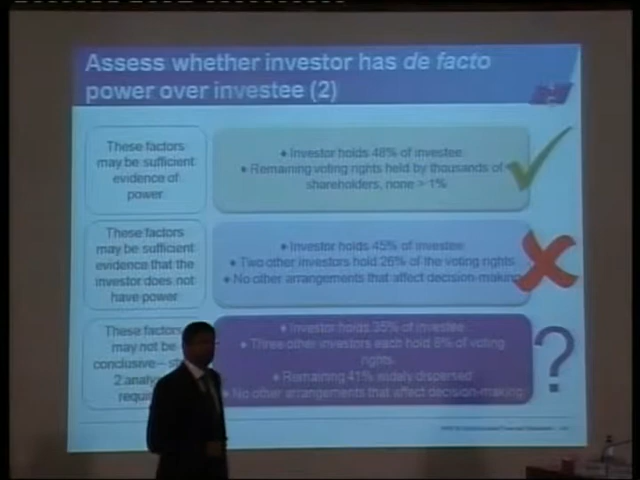 Assess whether investor has de facto
power over investee (2)
These factors
may be sufficient
evidence of
power
• Investor holds 48% of investee
• Remaining voting rights held by thousands of
shareholders, none > 1%
These factors
may be sufficient
evidence that the
investor does not
have power
• Investor holds 45% of investee
• Two other investors hold 26% of the voting rights
• No other arrangements that affect decision-making
These factors
may not be
conclusive –
2
• Investor holds 35% of investee
• Three other investors each hold 8% of voting
rights
• Remaining 41% widely dispersed
No other arrangements that affect decision-making
?